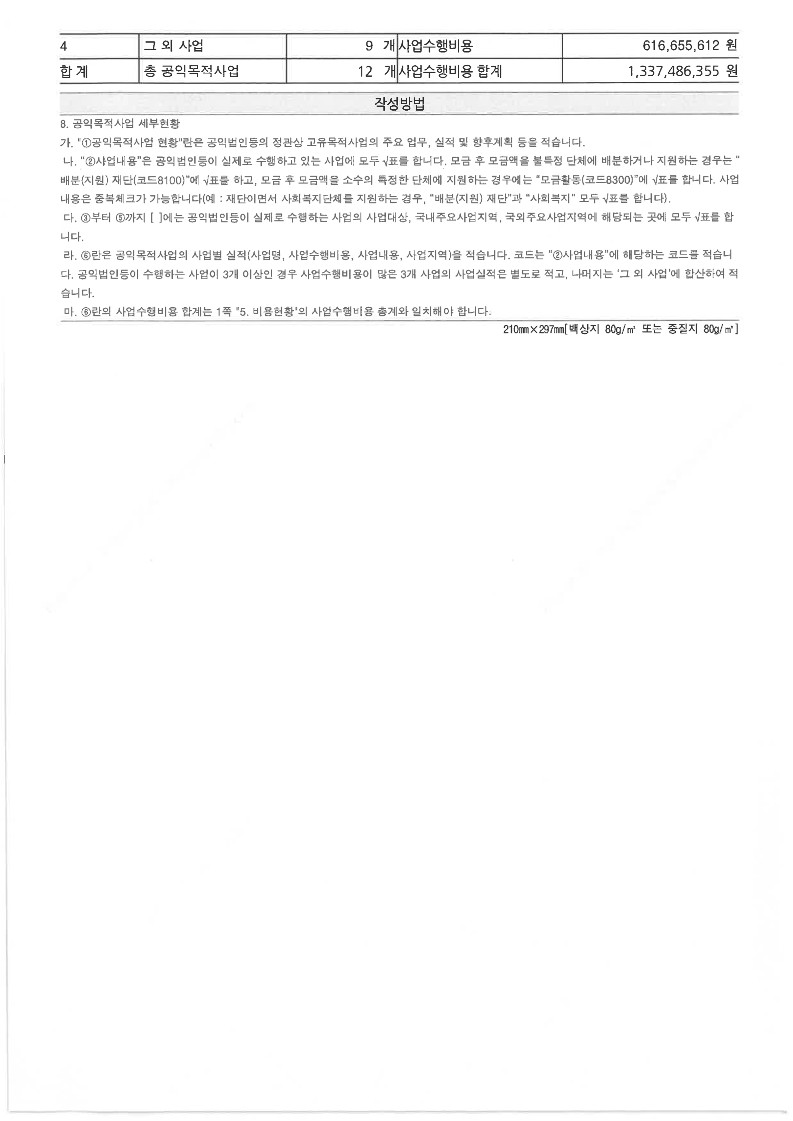 4 그 외 사업 9 개 사업수행비용 616,655,612 원
합 계 총 공익목적사업 12 개 사업수행비용 합계 1,337,486,355 원
작성방법
8. 공익목적사업 세부현황
가. "①공익목적사업 현황"란은 공익법인등의 정관상 고유목적사업의 주요 업무, 실적 및 향후계획 등을 적습니다.
나. "②사업내용"은 공익법인등이 실제로 수행하고 있는 사업에 모두 √표를 합니다. 모금 후 모금액을 불특정 단체에 배분하거나 지원하는 경우는 "
배분(지원) 재단(코드8100)"에 √표를 하고, 모금 후 모금액을 소수의 특정한 단체에 지원하는 경우에는 "모금활동(코드8300)"에 √표를 합니다. 사업
내용은 중복체크가 가능합니다(예 : 재단이면서 사회복지단체를 지원하는 경우, "배분(지원) 재단"과 "사회복지" 모두 √표를 합니다).
다. ③부터 ⑤까지 [ ]에는 공익법인등이 실제로 수행하는 사업의 사업대상, 국내주요사업지역, 국외주요사업지역에 해당되는 곳에 모두 √표를 합
니다.
라. ⑥란은 공익목적사업의 사업별 실적(사업명, 사업수행비용, 사업내용, 사업지역)을 적습니다. 코드는 "②사업내용"에 해당하는 코드를 적습니
다. 공익법인등이 수행하는 사업이 3개 이상인 경우 사업수행비용이 많은 3개 사업의 사업실적은 별도로 적고, 나머지는 '그 외 사업'에 합산하여 적
습니다.
마. ⑥란의 사업수행비용 합계는 1쪽 "5. 비용현황"의 사업수행비용 총계와 일치해야 합니다.
210㎜×297㎜[백상지 80g/㎡ 또는 중질지 80g/㎡]